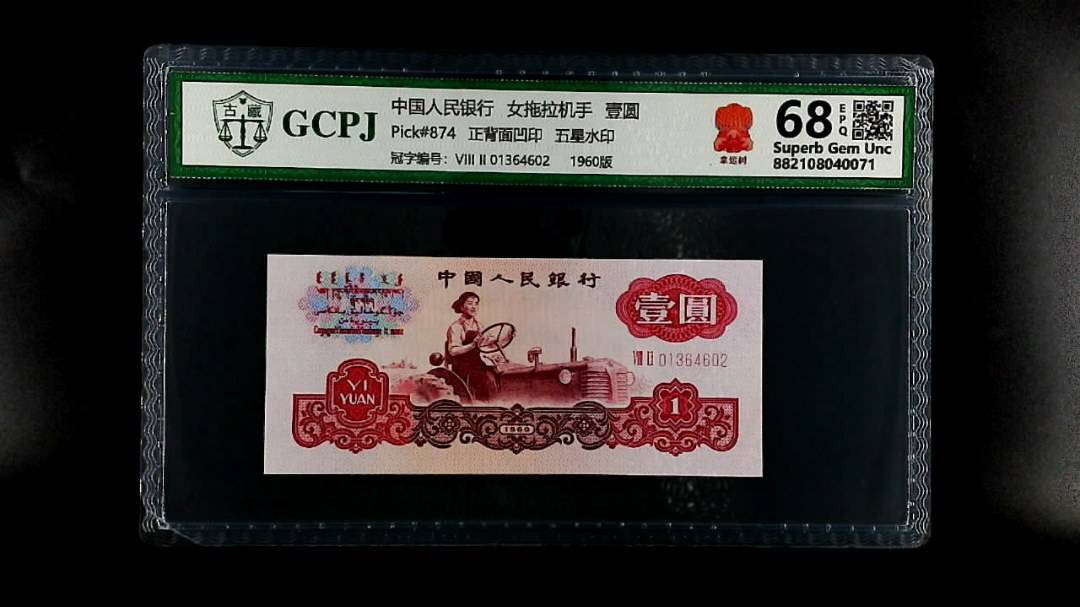 古 藏
GCPJ
中国人民银行 女拖拉机手 壹圆
Pick#874 正背面凹印 五星水印
冠字编号: VIII II 01364602 1960版
拿运树
68 EPQ
Superb Gem Unc
882108040071
中國人民銀行
壹圓
VIII II 01364602
YI
YUAN
1960
1